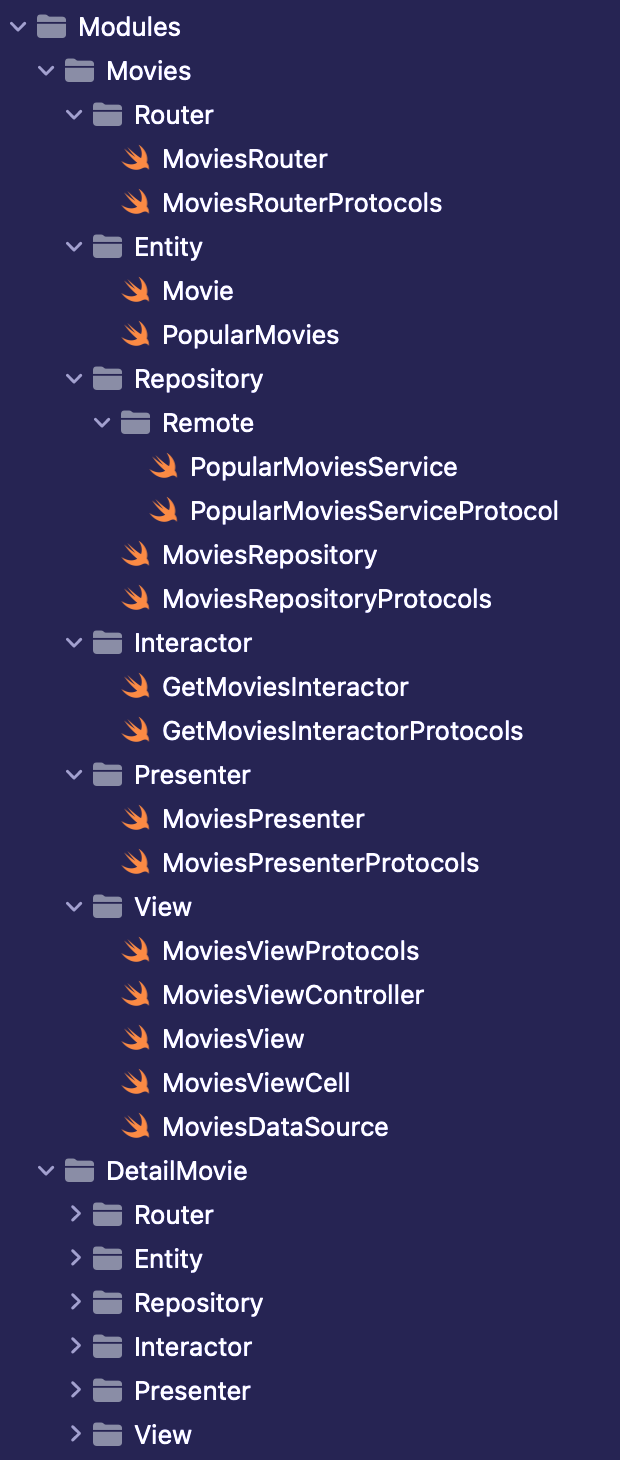 Modules
Movies
Router
MoviesRouter
MoviesRouterProtocols
Entity
Movie
PopularMovies
Repository
Remote
PopularMoviesService
PopularMoviesServiceProtocol
MoviesRepository
MoviesRepositoryProtocols
Interactor
GetMoviesInteractor
GetMoviesInteractorProtocols
Presenter
MoviesPresenter
MoviesPresenterProtocols
View
MoviesViewProtocols
MoviesViewController
MoviesView
MoviesViewCell
MoviesDataSource
DetailMovie
Router
Entity
Repository
Interactor
Presenter
View